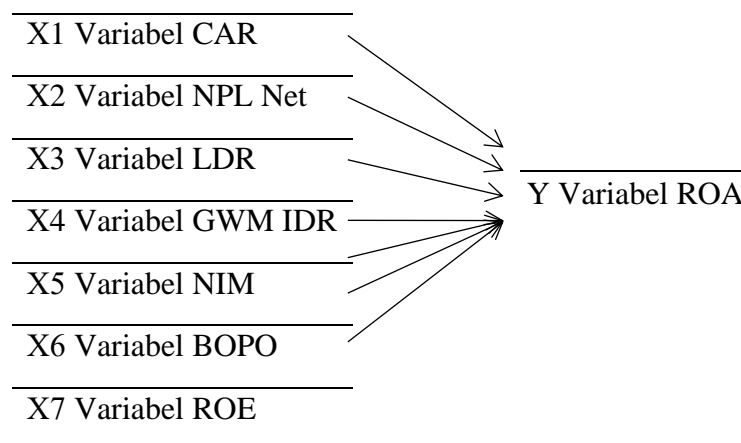 X1 Variabel CAR
X2 Variabel NPL Net
X3 Variabel LDR
X4 Variabel GWM IDR
X5 Variabel NIM
X6 Variabel BOPO
X7 Variabel ROE
Y Variabel ROA